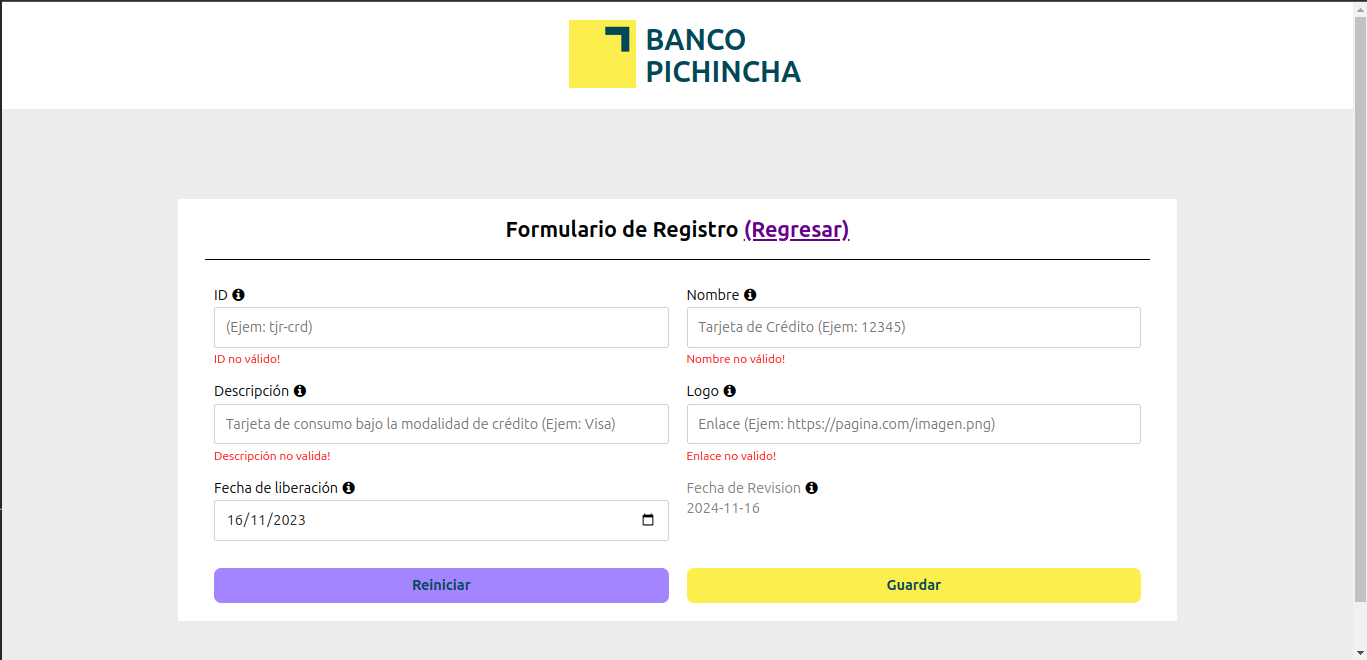 BANCO
PICHINCHA
Formulario de Registro (Regresar)
ID
Nombre
(Ejem: tjr-crd)
Tarjeta de Crédito (Ejem: 12345)
ID no válido!
Nombre no válido!
Descripción
Logo
Tarjeta de consumo bajo la modalidad de crédito (Ejem: Visa)
Enlace (Ejem: https://pagina.com/imagen.png)
Descripción no valida!
Enlace no valido!
Fecha de liberación
Fecha de Revision
16/11/2023
2024-11-16
Reiniciar
Guardar